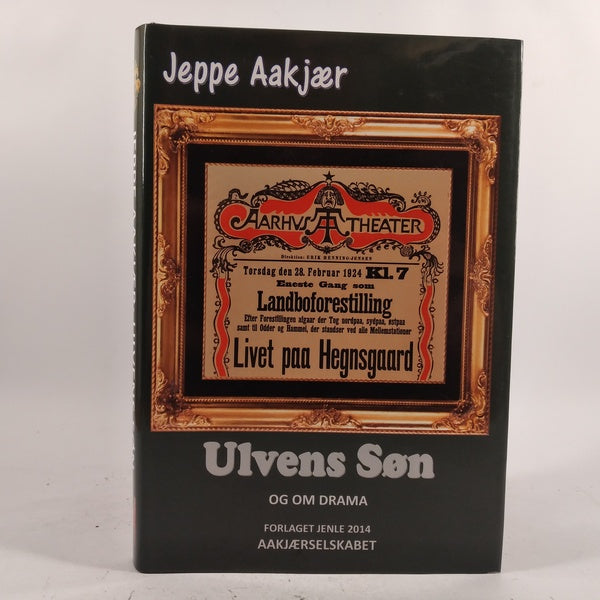 Jeppe Aakjær
AARHVS AT THEATER
Direktion: ERIK HENNING-JENSEN
Torsdag den 28. Februar 1924 Kl. 7
Eneste Gang som
Landboforestilling
Efter Forestillingen afgaar der Tog nordpaa, sydpaa, østpaa
samt til Odder og Hammel, der standser ved alle Mellemstationer
Livet paa Hegnsgaard
Ulvens Søn
OG OM DRAMA
FORLAGET JENLE 2014
AAKJÆRSELSKABET